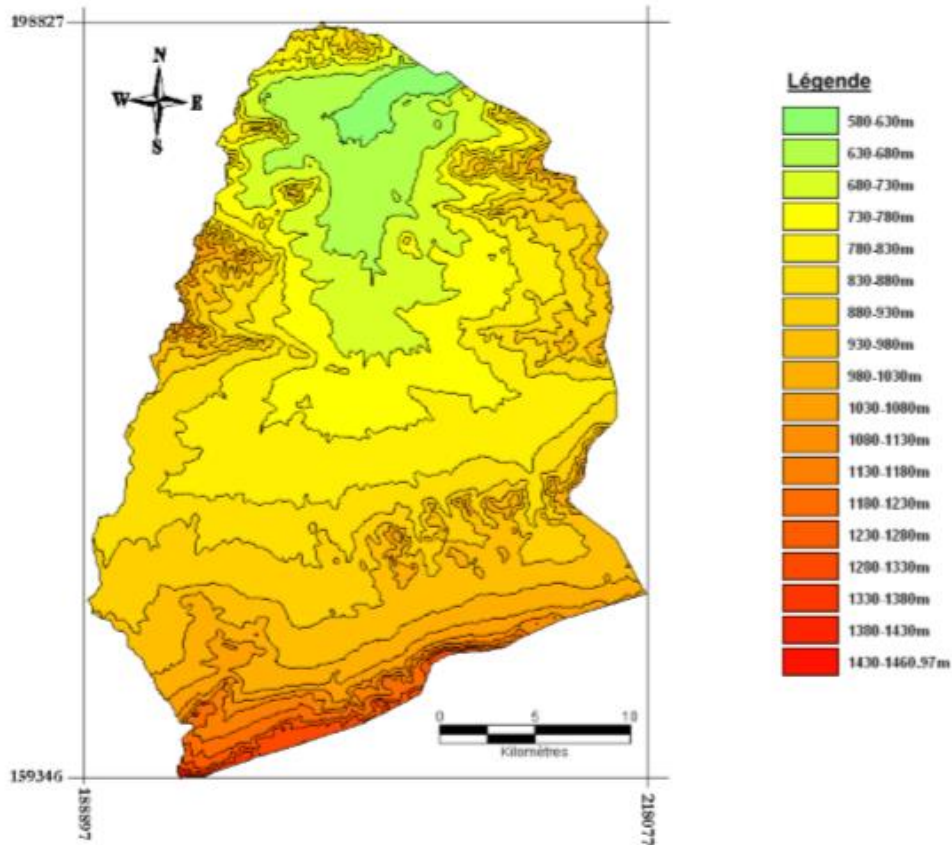 198827
N
W E
S
Légende
580-630m
630-680m
680-730m
730-780m
780-830m
830-880m
880-930m
930-980m
980-1030m
1030-1080m
1080-1130m
1130-1180m
1180-1230m
1230-1280m
1280-1330m
1330-1380m
1380-1430m
1430-1460.97m
0 5 10
Kilomètres
159346
188897
218077